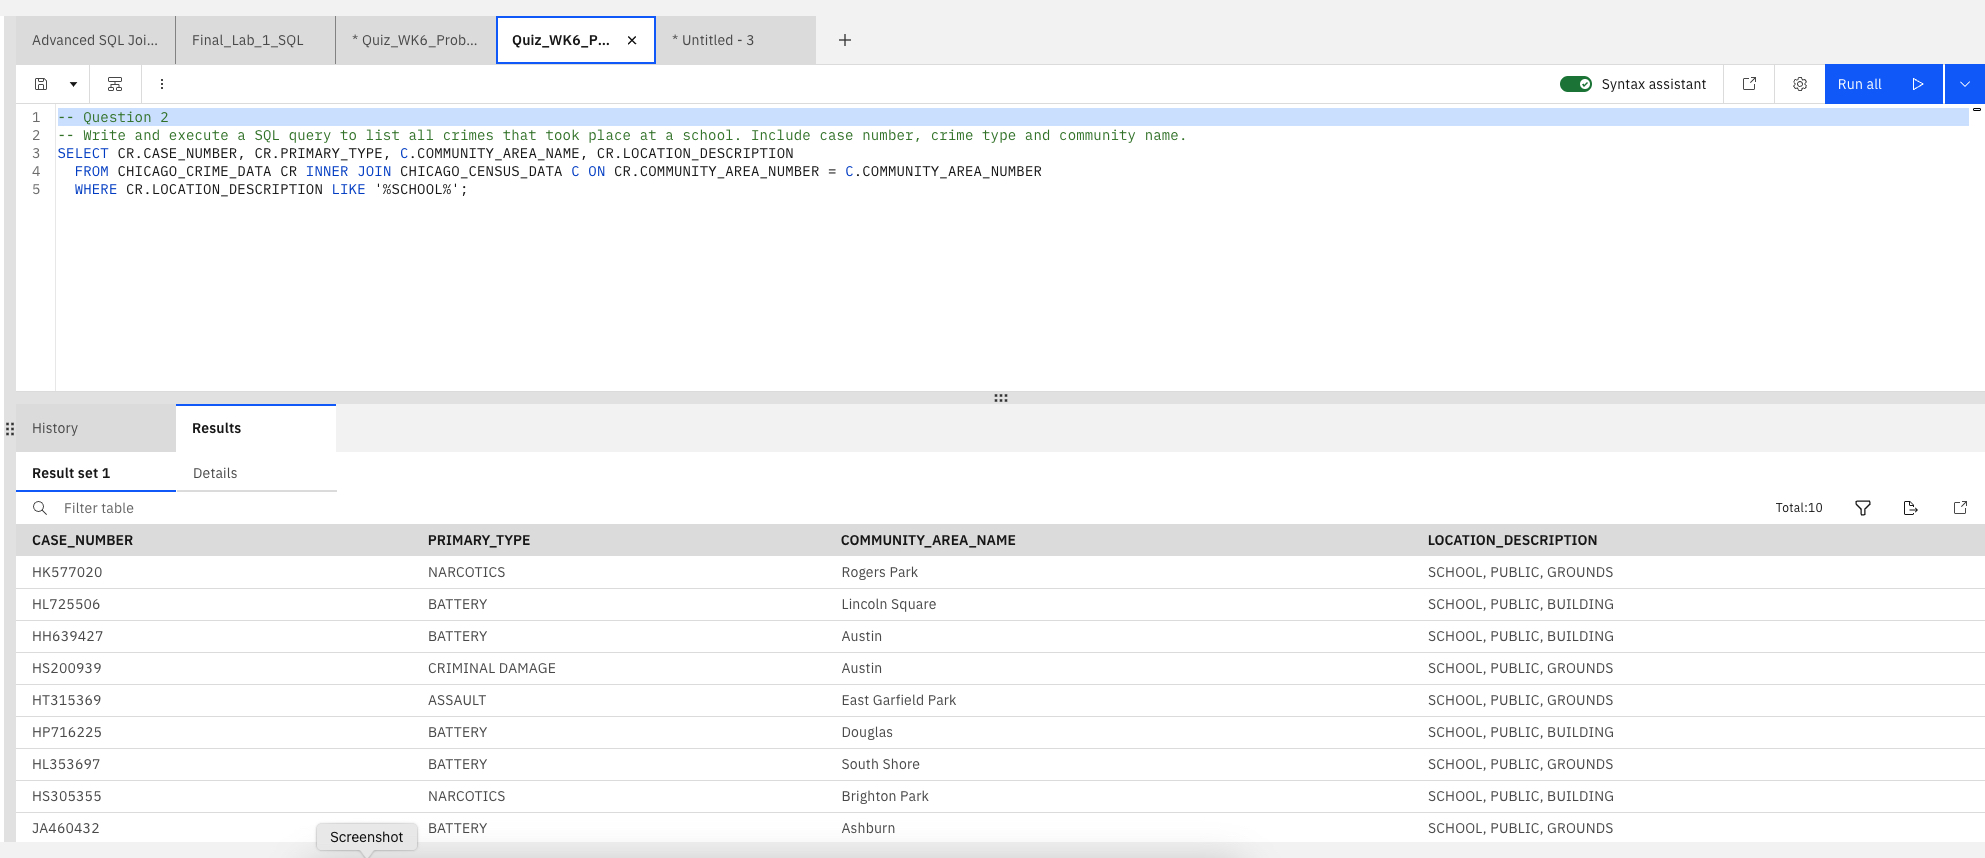 Advanced SQL Joi...
Final_Lab_1_SQL
* Quiz_WK6_Prob...
Quiz_WK6_P...
* Untitled - 3
Syntax assistant
Run all
1 -- Question 2
2 -- Write and execute a SQL query to list all crimes that took place at a school. Include case number, crime type and community name.
3 SELECT CR.CASE_NUMBER, CR.PRIMARY_TYPE, C.COMMUNITY_AREA_NAME, CR.LOCATION_DESCRIPTION
4 FROM CHICAGO_CRIME_DATA CR INNER JOIN CHICAGO_CENSUS_DATA C ON CR.COMMUNITY_AREA_NUMBER = C.COMMUNITY_AREA_NUMBER
5 WHERE CR.LOCATION_DESCRIPTION LIKE '%SCHOOL%';
History
Results
Result set 1
Details
Filter table
Total:10
CASE_NUMBER PRIMARY_TYPE COMMUNITY_AREA_NAME LOCATION_DESCRIPTION
HK577020 NARCOTICS Rogers Park SCHOOL, PUBLIC, GROUNDS
HL725506 BATTERY Lincoln Square SCHOOL, PUBLIC, BUILDING
HH639427 BATTERY Austin SCHOOL, PUBLIC, BUILDING
HS200939 CRIMINAL DAMAGE Austin SCHOOL, PUBLIC, GROUNDS
HT315369 ASSAULT East Garfield Park SCHOOL, PUBLIC, GROUNDS
HP716225 BATTERY Douglas SCHOOL, PUBLIC, BUILDING
HL353697 BATTERY South Shore SCHOOL, PUBLIC, GROUNDS
HS305355 NARCOTICS Brighton Park SCHOOL, PUBLIC, BUILDING
JA460432 BATTERY Ashburn SCHOOL, PUBLIC, GROUNDS
Screenshot